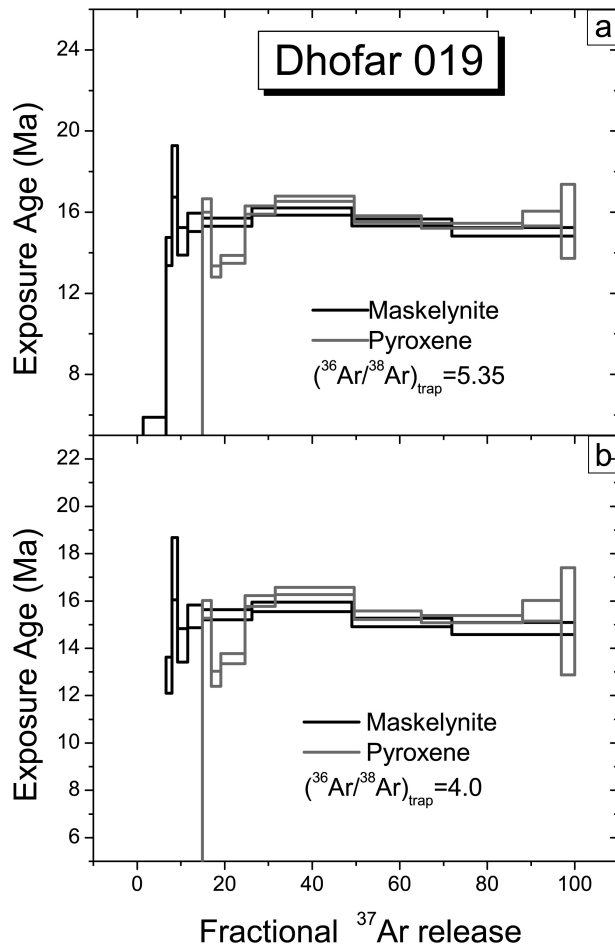 a
Dhofar 019
24
20
16
12
8
Exposure Age (Ma)
Maskelynite
Pyroxene
(³⁶Ar/³⁸Ar)trap=5.35
b
22
20
18
16
14
12
10
8
6
Exposure Age (Ma)
Maskelynite
Pyroxene
(³⁶Ar/³⁸Ar)trap=4.0
0 20 40 60 80 100
Fractional ³⁷Ar release